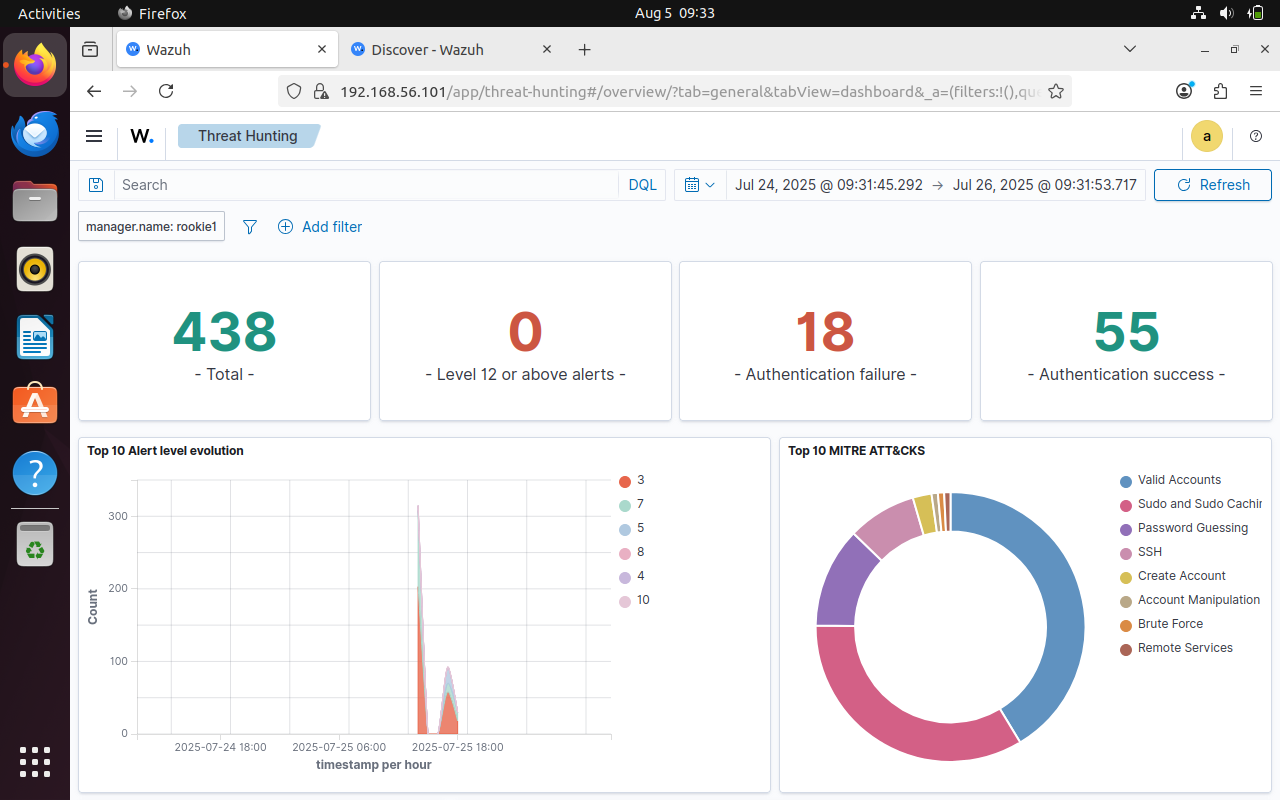 Activities
Firefox
Aug 5 09:33
Wazuh
Discover - Wazuh
192.168.56.101/app/threat-hunting#/overview/?tab=general&tabView=dashboard&_a=(filters:!(),que
W.
Threat Hunting
a
Search
DQL
Jul 24, 2025 @ 09:31:45.292 → Jul 26, 2025 @ 09:31:53.717
Refresh
manager.name: rookie1
Add filter
438
- Total -
0
- Level 12 or above alerts -
18
- Authentication failure -
55
- Authentication success -
Top 10 Alert level evolution
300
200
100
0
Count
2025-07-24 18:00
2025-07-25 06:00
2025-07-25 18:00
timestamp per hour
3
7
5
8
4
10
Top 10 MITRE ATT&CKS
Valid Accounts
Sudo and Sudo Cachin
Password Guessing
SSH
Create Account
Account Manipulation
Brute Force
Remote Services